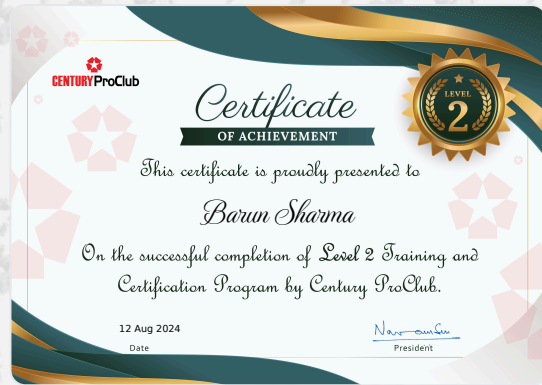 CENTURY ProClub
LEVEL
2
Certificate
OF ACHIEVEMENT
This certificate is proudly presented to
Barun Sharma
On the successful completion of Level 2 Training and
Certification Program by Century ProClub.
12 Aug 2024
Date
President